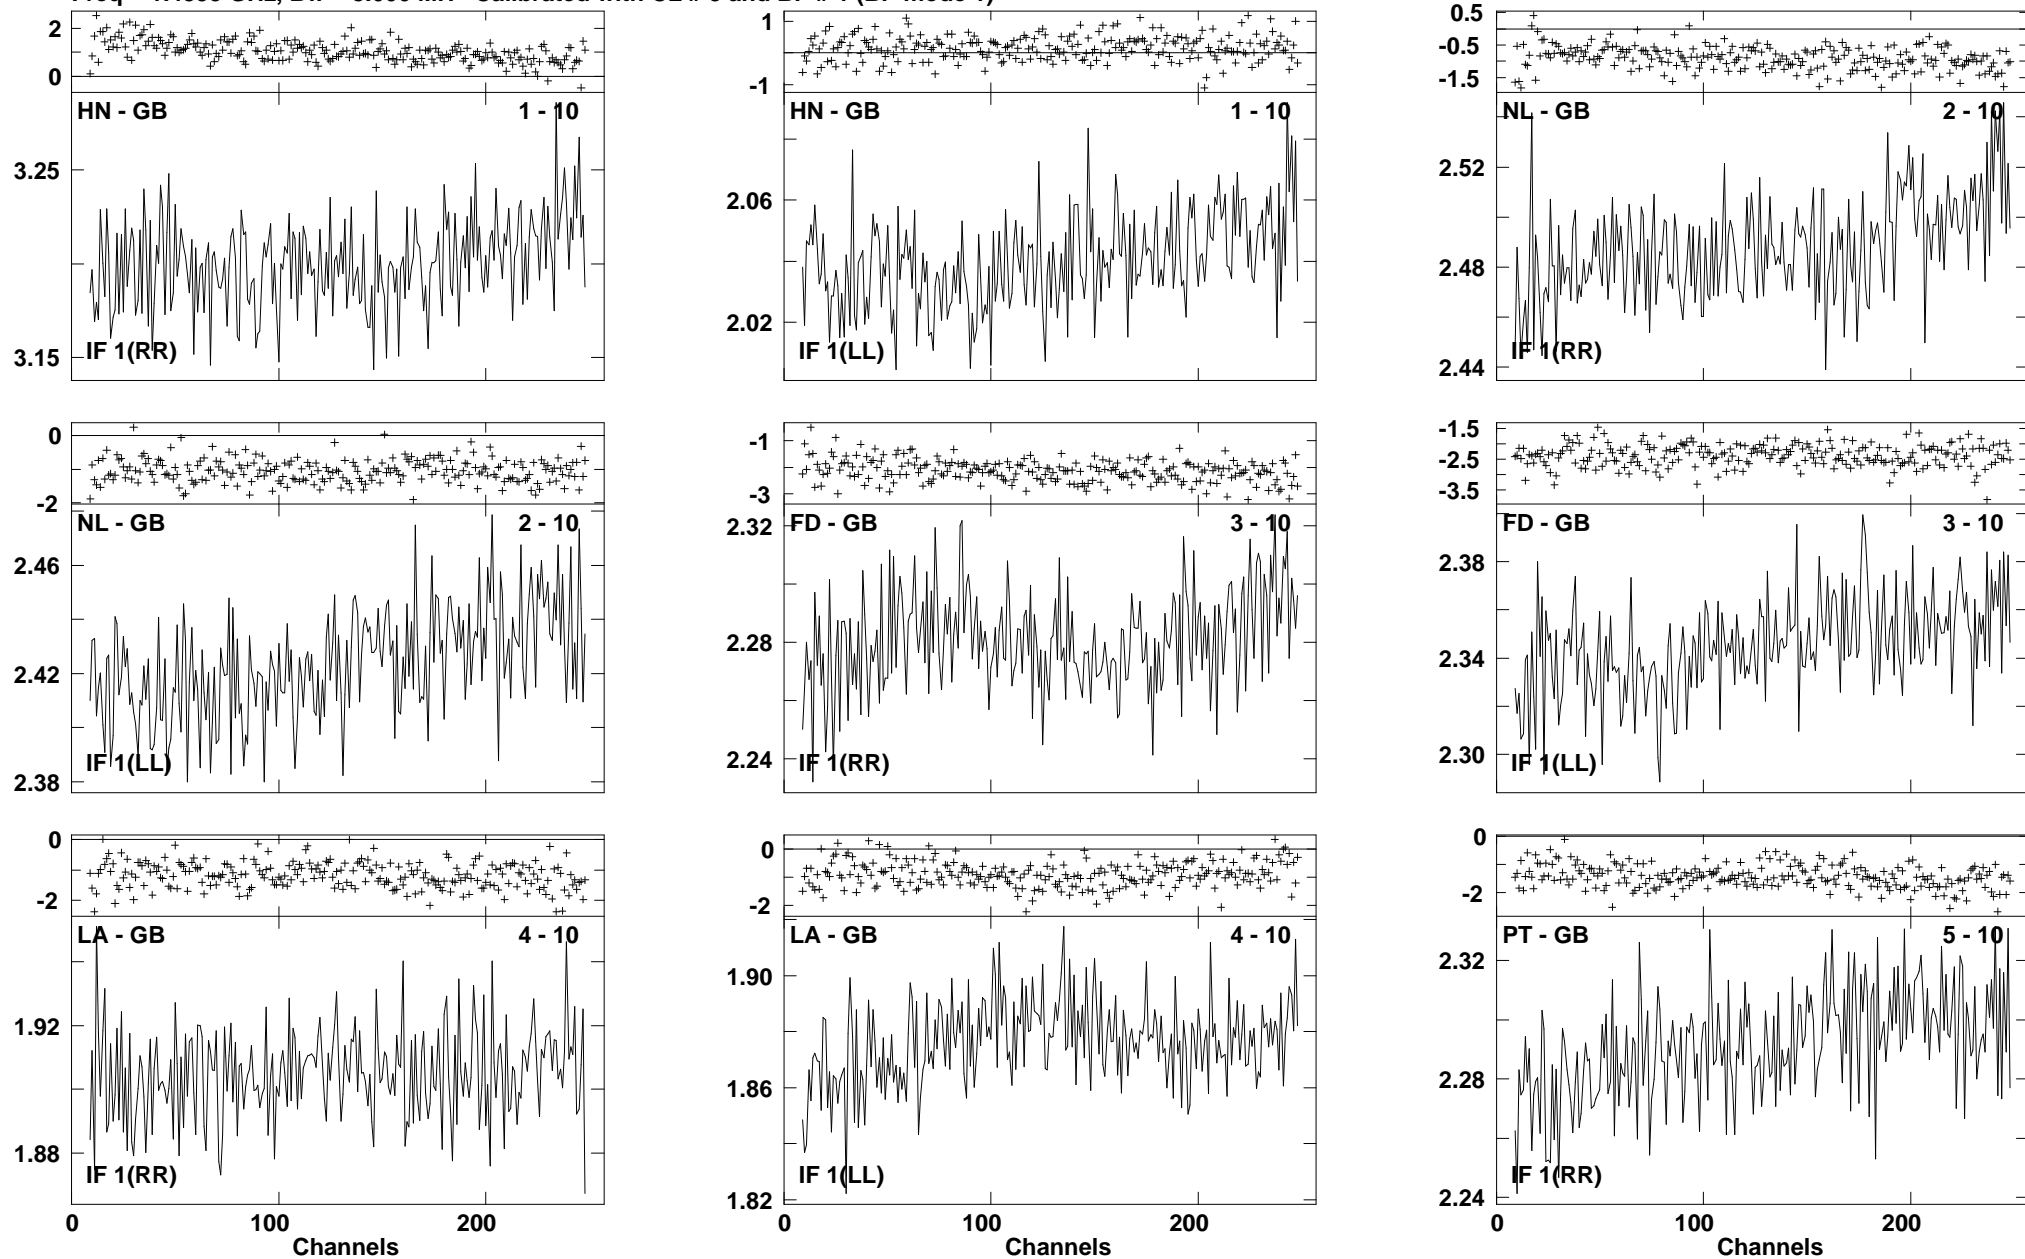 2
0
HN - GB 1 - 10
3.25
3.15
IF 1(RR)
1
-1
HN - GB 1 - 10
2.06
2.02
IF 1(LL)
0.5
-0.5
-1.5
NL - GB 2 - 10
2.52
2.48
2.44
IF 1(RR)
0
-2
NL - GB 2 - 10
2.46
2.42
2.38
IF 1(LL)
-1
-3
FD - GB 3 - 10
2.32
2.28
2.24
IF 1(RR)
-1.5
-2.5
-3.5
FD - GB 3 - 10
2.38
2.34
2.30
IF 1(LL)
0
-2
LA - GB 4 - 10
1.92
1.88
IF 1(RR)
0 100 200
Channels
0
-2
LA - GB 4 - 10
1.90
1.86
1.82
IF 1(LL)
0 100 200
Channels
0
-2
PT - GB 5 - 10
2.32
2.28
2.24
IF 1(RR)
0 100 200
Channels